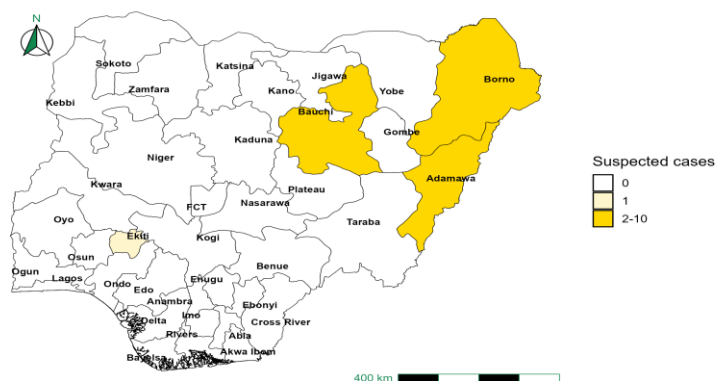 N
Sokoto
Katsina
Jigawa
Zamfara
Kano
Yobe
Borno
Kebbi
Bauchi
Gombe
Kaduna
Niger
Adamawa
Suspected cases
0
1
2-10
Kwara
Plateau
Nasarawa
FCT
Oyo
Taraba
Ekiti
Kogi
Osun
Benue
Ogun
Lagos
Ondo
Edo
Enugu
Anambra
Ebonyi
Delta
Imo
Cross River
Rivers
Abia
Bayelsa
Akwa Ibom
400 km